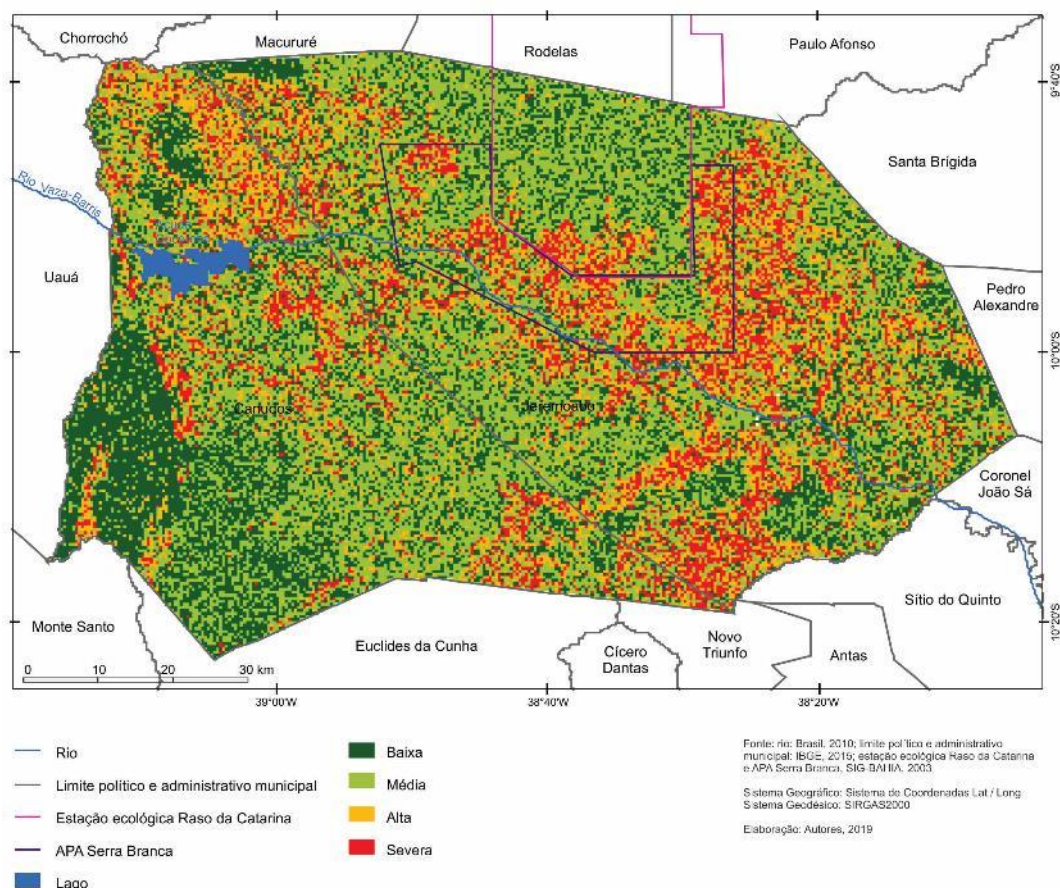 Chorrochó
Macururé
Rodelas
Paulo Afonso
9°40'S
Santa Brígida
Rio Vaza-Barris
Uauá
Pedro
Alexandre
10°00'S
Canudos
Jeremoabo
Coronel
João Sá
Sítio do Quinto
10°20'S
Monte Santo
Euclides da Cunha
Cícero
Dantas
Novo
Triunfo
Antas
0 10 20 30 km
39°00'W
38°40'W
38°20'W
Rio
Limite político e administrativo municipal
Estação ecológica Raso da Catarina
APA Serra Branca
Lago
Baixa
Média
Alta
Severa
Fonte: rio: Brasil, 2010; limite político e administrativo
municipal: IBGE, 2015; estação ecológica Raso da Catarina
e APA Serra Branca, SIG-BAHIA, 2003
Sistema Geográfico: Sistema de Coordenadas Lat / Long
Sistema Geodésico: SIRGAS2000
Elaboração: Autores, 2019